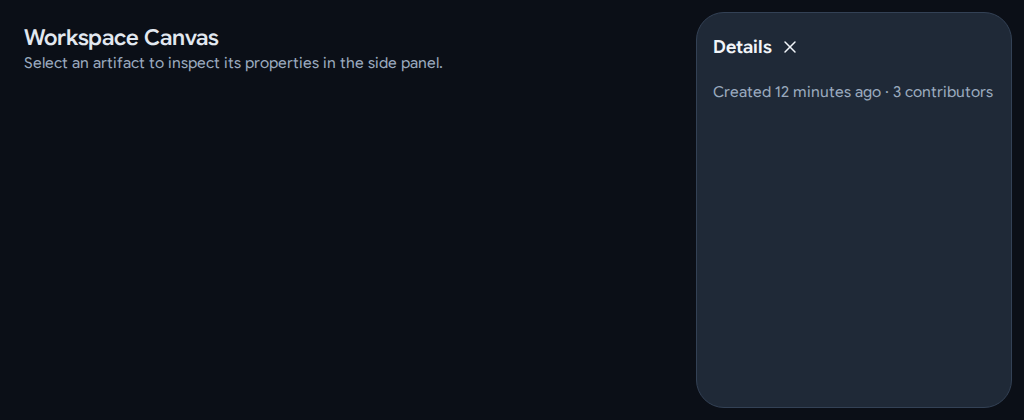 Workspace Canvas
Select an artifact to inspect its properties in the side panel.
Details
Created 12 minutes ago · 3 contributors